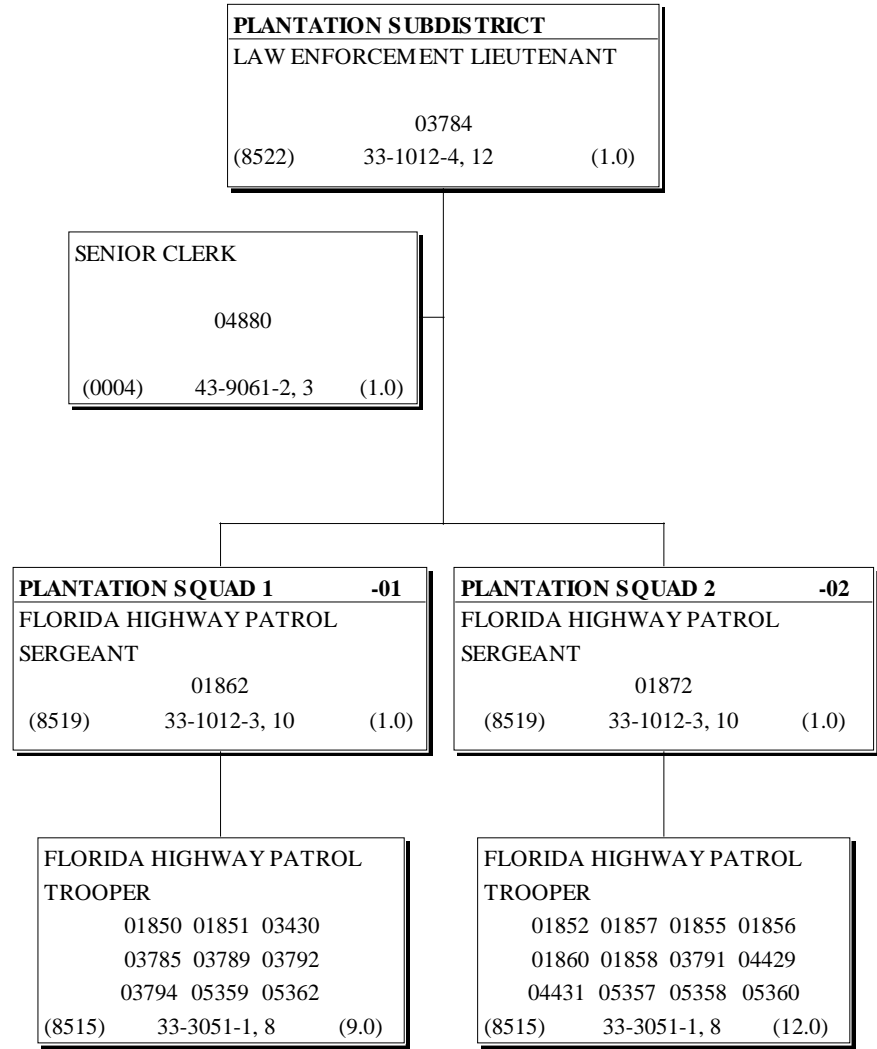 PLANTATION SUBDISTRICT
LAW ENFORCEMENT LIEUTENANT
03784
(8522) 33-1012-4, 12 (1.0)
SENIOR CLERK
04880
(0004) 43-9061-2, 3 (1.0)
PLANTATION SQUAD 1 -01
FLORIDA HIGHWAY PATROL
SERGEANT
01862
(8519) 33-1012-3, 10 (1.0)
PLANTATION SQUAD 2 -02
FLORIDA HIGHWAY PATROL
SERGEANT
01872
(8519) 33-1012-3, 10 (1.0)
FLORIDA HIGHWAY PATROL
TROOPER
01850 01851 03430
03785 03789 03792
03794 05359 05362
(8515) 33-3051-1, 8 (9.0)
FLORIDA HIGHWAY PATROL
TROOPER
01852 01857 01855 01856
01860 01858 03791 04429
04431 05357 05358 05360
(8515) 33-3051-1, 8 (12.0)